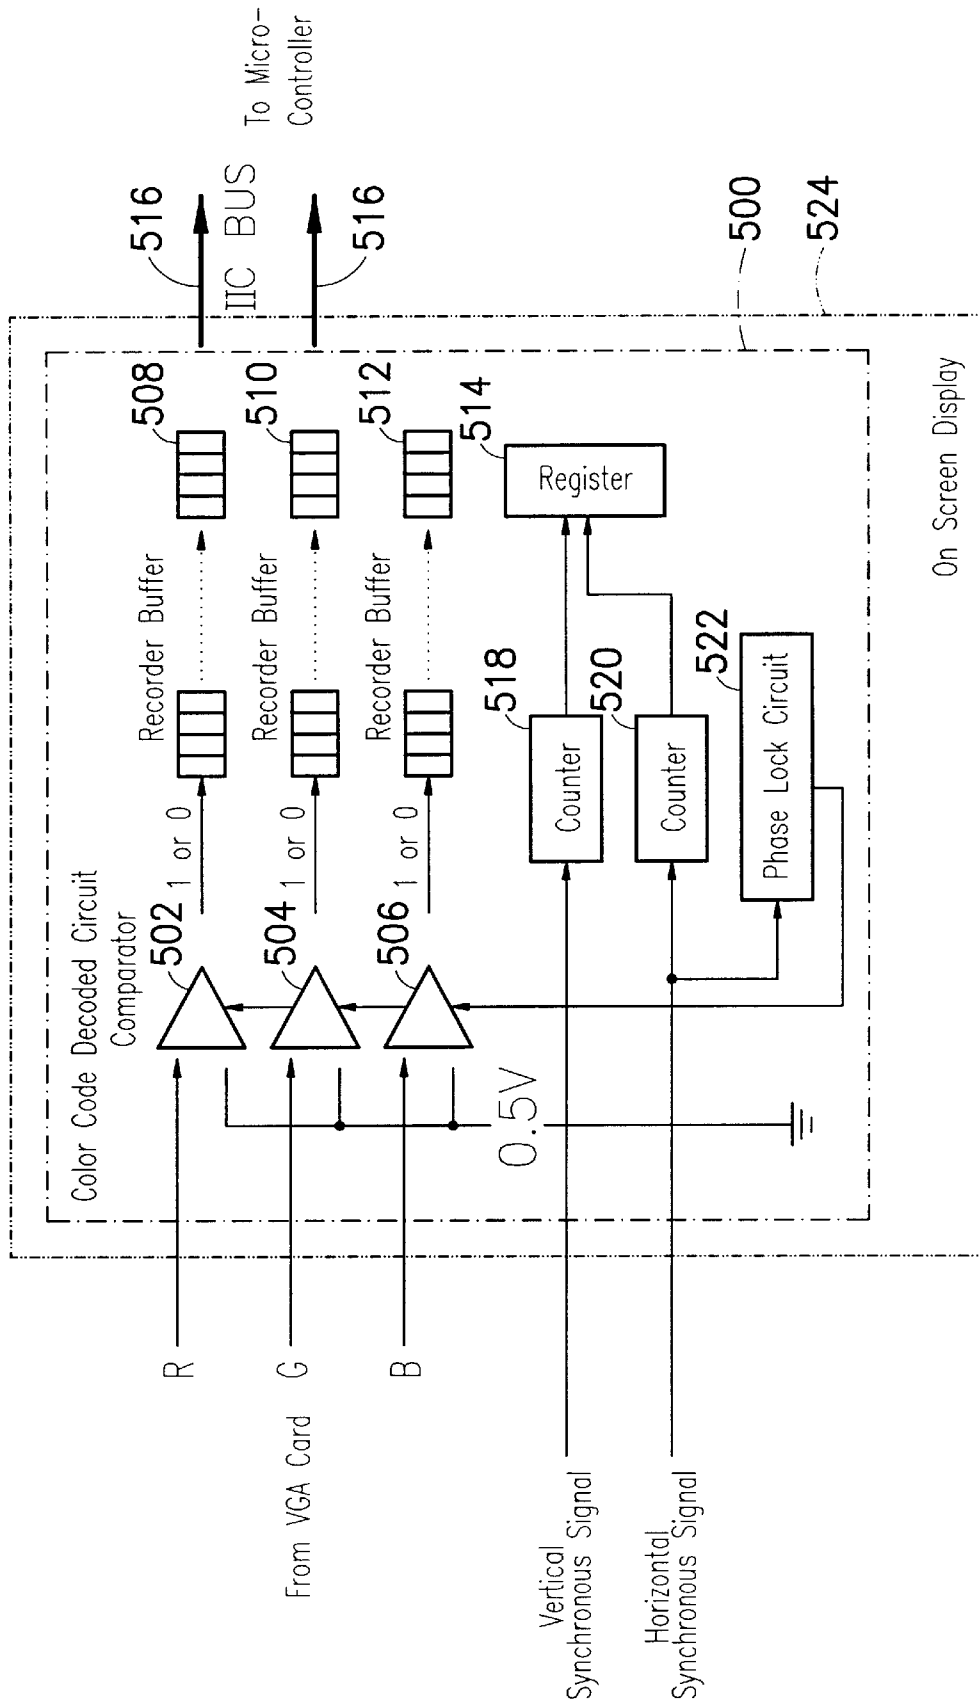 Color Code Decoded Circuit
Comparator
R
From VGA Card
G
B
502
504
506
1 or 0
1 or 0
1 or 0
Recorder Buffer
Recorder Buffer
Recorder Buffer
508
510
512
516
IIC BUS
516
To Micro-
Controller
0.5V
Vertical
Synchronous Signal
Horizontal
Synchronous Signal
Counter
518
Counter
520
Register
514
Phase Lock Circuit
522
500
524
On Screen Display